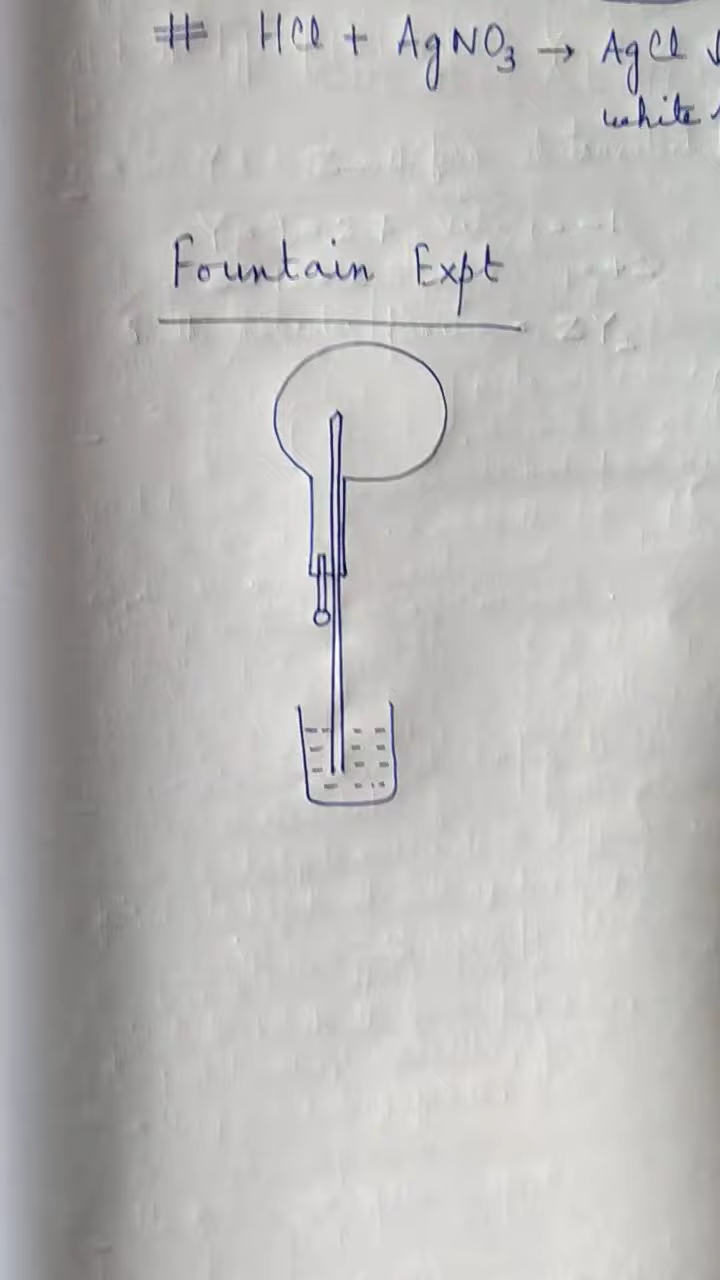 # HCl + AgNO₃ → AgCl ↓
white
Fountain Expt